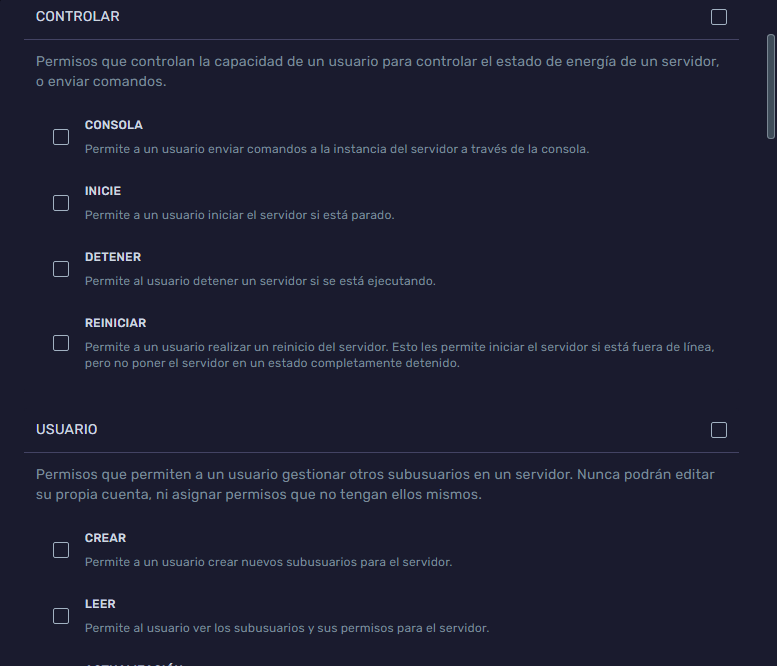 CONTROLAR
Permisos que controlan la capacidad de un usuario para controlar el estado de energía de un servidor,
o enviar comandos.
CONSOLA
Permite a un usuario enviar comandos a la instancia del servidor a través de la consola.
INICIE
Permite a un usuario iniciar el servidor si está parado.
DETENER
Permite al usuario detener un servidor si se está ejecutando.
REINICIAR
Permite a un usuario realizar un reinicio del servidor. Esto les permite iniciar el servidor si está fuera de línea,
pero no poner el servidor en un estado completamente detenido.
USUARIO
Permisos que permiten a un usuario gestionar otros subusuarios en un servidor. Nunca podrán editar
su propia cuenta, ni asignar permisos que no tengan ellos mismos.
CREAR
Permite a un usuario crear nuevos subusuarios para el servidor.
LEER
Permite al usuario ver los subusuarios y sus permisos para el servidor.